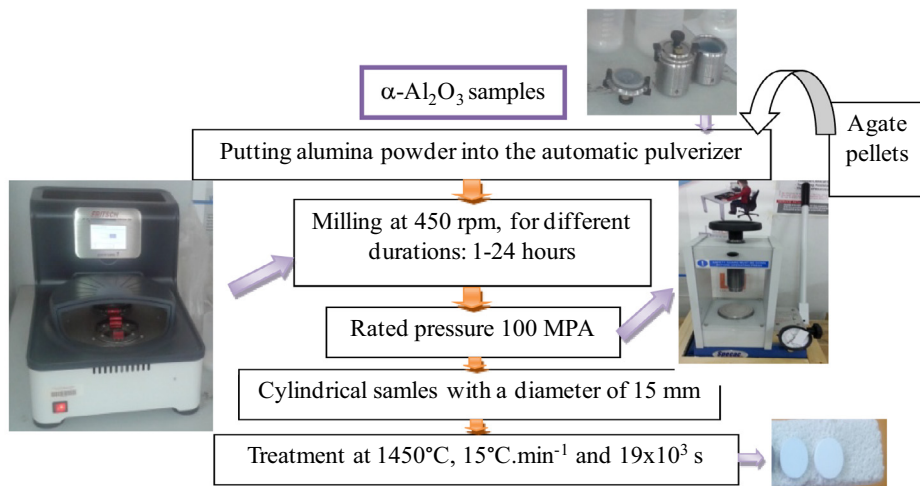 α-Al₂O₃ samples
Agate
pellets
Putting alumina powder into the automatic pulverizer
FRITSCH
Milling at 450 rpm, for different
durations: 1-24 hours
Rated pressure 100 MPA
Specac
Cylindrical samles with a diameter of 15 mm
Treatment at 1450°C, 15°C.min⁻¹ and 19x10³ s